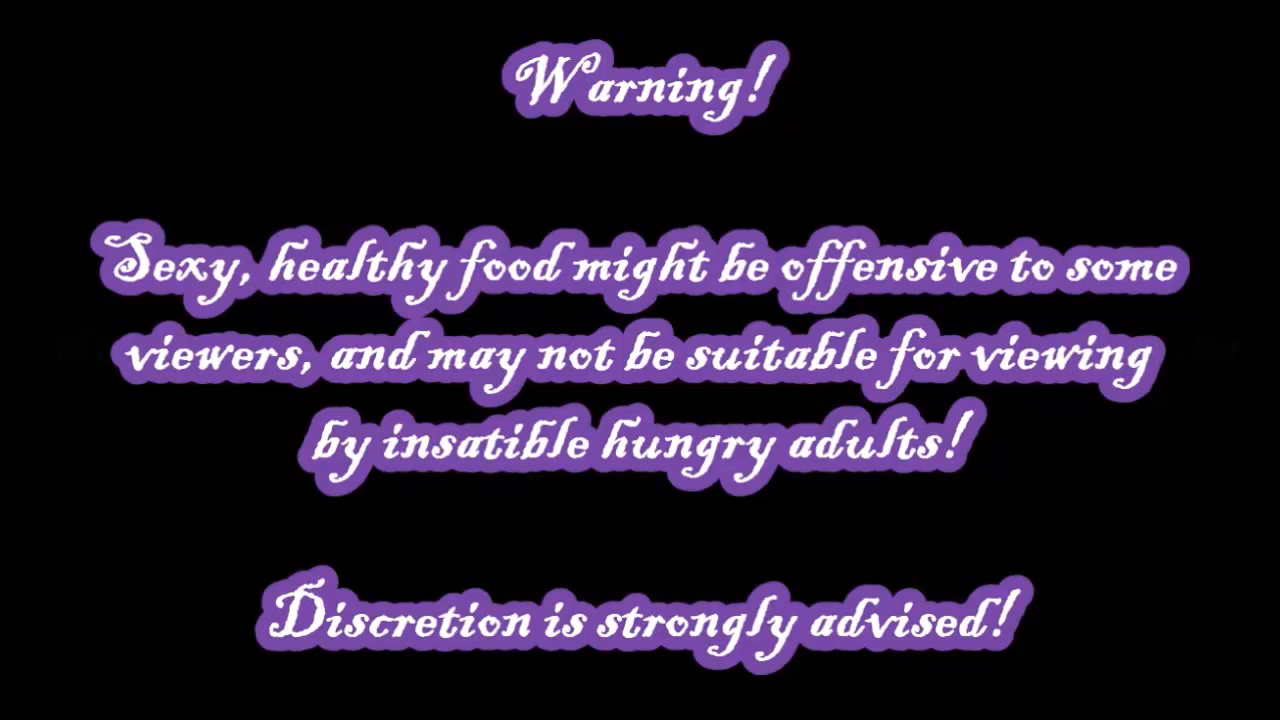 Warning!
Sexy, healthy food might be offensive to some
viewers, and may not be suitable for viewing
by insatible hungry adults!
Discretion is strongly advised!